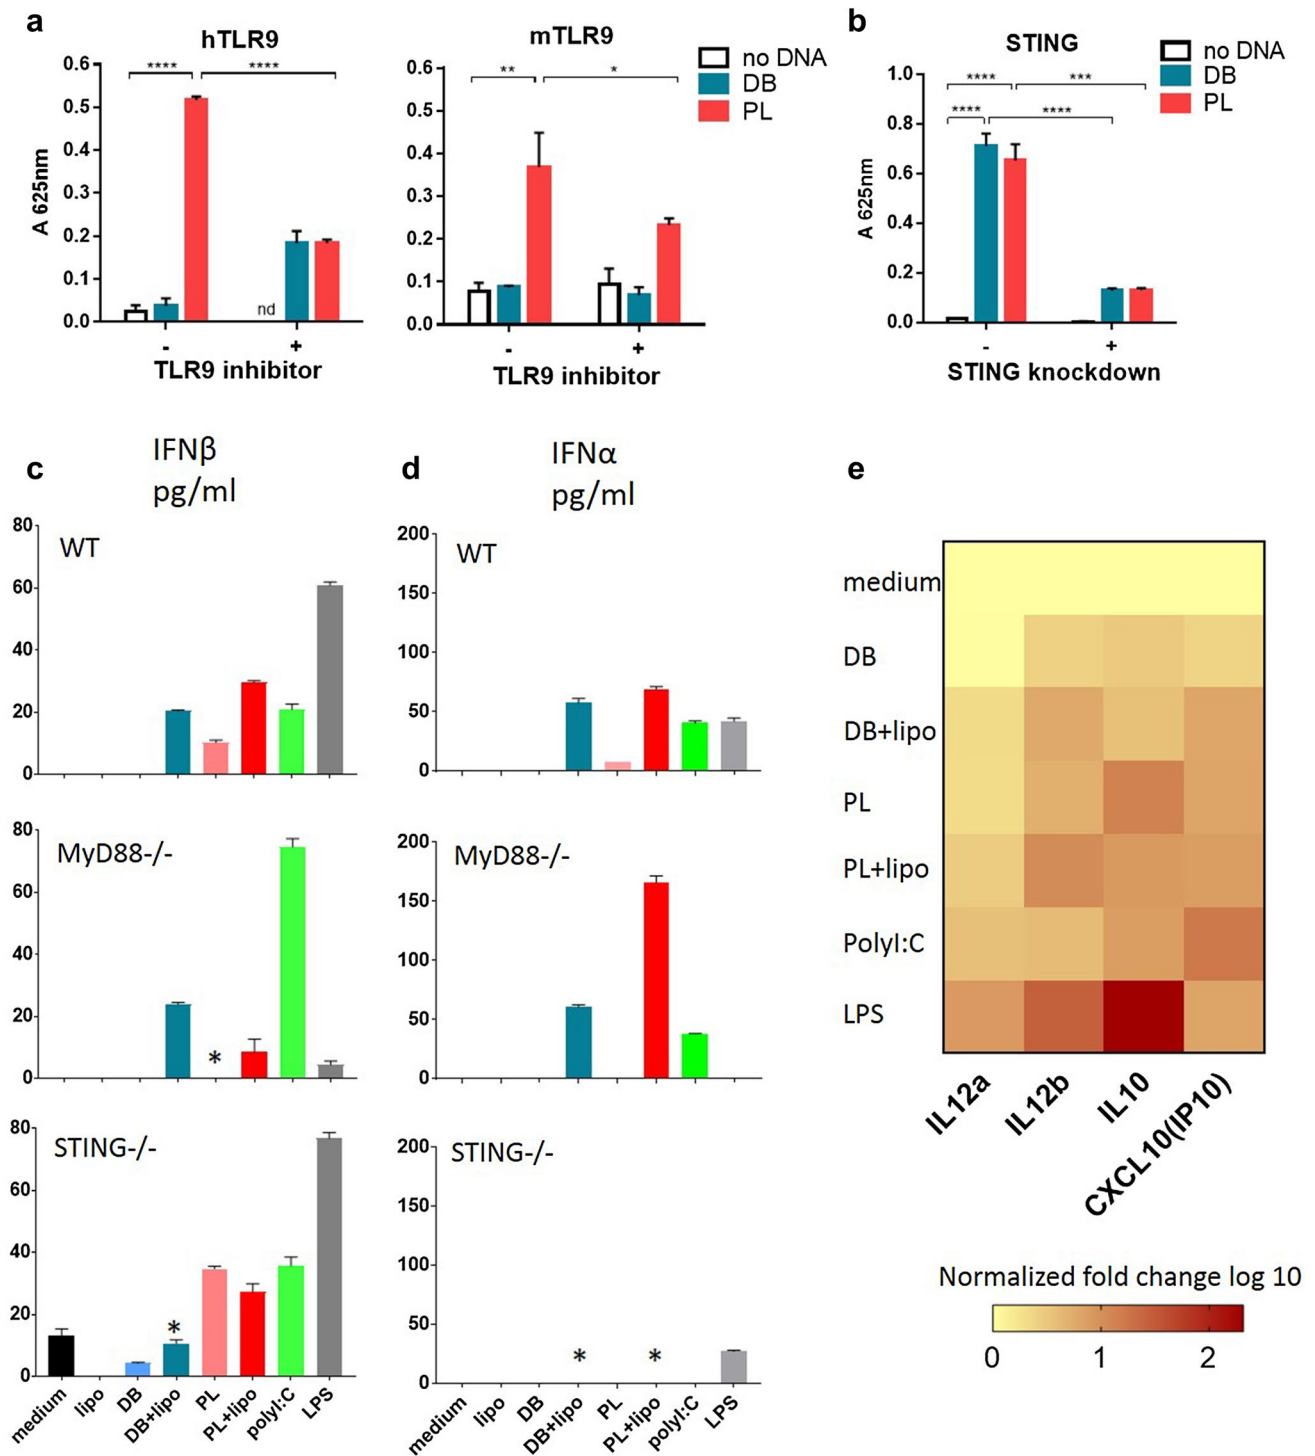 a
hTLR9
0.6
0.5
0.4
0.3
0.2
0.1
0.0
A 625nm
****
****
nd
-
+
TLR9 inhibitor
mTLR9
0.6
0.5
0.4
0.3
0.2
0.1
0.0
**
*
-
+
TLR9 inhibitor
no DNA
DB
PL
b
STING
1.0
0.8
0.6
0.4
0.2
0.0
A 625nm
****
***
****
****
-
+
STING knockdown
no DNA
DB
PL
c
IFNβ
pg/ml
WT
80
60
40
20
0
MyD88-/-
80
60
40
20
0
*
STING-/-
80
60
40
20
0
*
medium
lipo
DB
DB+lipo
PL
PL+lipo
polyI:C
LPS
d
IFNα
pg/ml
WT
200
150
100
50
0
MyD88-/-
200
150
100
50
0
STING-/-
200
150
100
50
0
*
*
medium
lipo
DB
DB+lipo
PL
PL+lipo
polyI:C
LPS
e
medium
DB
DB+lipo
PL
PL+lipo
PolyI:C
LPS
IL12a
IL12b
IL10
CXCL10(IP10)
Normalized fold change log 10
0
1
2